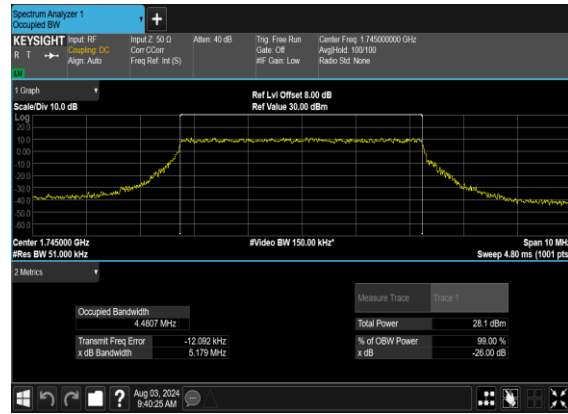 Spectrum Analyzer 1
Occupied BW
+
KEYSIGHT Input: RF Input Z: 50 Ω Atten: 40 dB Trig: Free Run Center Freq: 1.745000000 GHz
R T Coupling: DC Corr CCorr Gate: Off Avg|Hold: 100/100
Align: Auto Freq Ref: Int (S) #IF Gain: Low Radio Std: None
LXI
1 Graph
Ref Lvl Offset 8.00 dB
Scale/Div 10.0 dB Ref Value 30.00 dBm
Log
20.0
10.0
0.00
-10.0
-20.0
-30.0
-40.0
-50.0
-60.0
Center 1.745000 GHz #Video BW 150.00 kHz* Span 10 MHz
#Res BW 51.000 kHz Sweep 4.80 ms (1001 pts
2 Metrics
Measure Trace Trace 1
Occupied Bandwidth
4.4807 MHz Total Power 28.1 dBm
Transmit Freq Error -12.092 kHz % of OBW Power 99.00 %
x dB Bandwidth 5.179 MHz x dB -26.00 dB
? Aug 03, 2024
9:40:25 AM